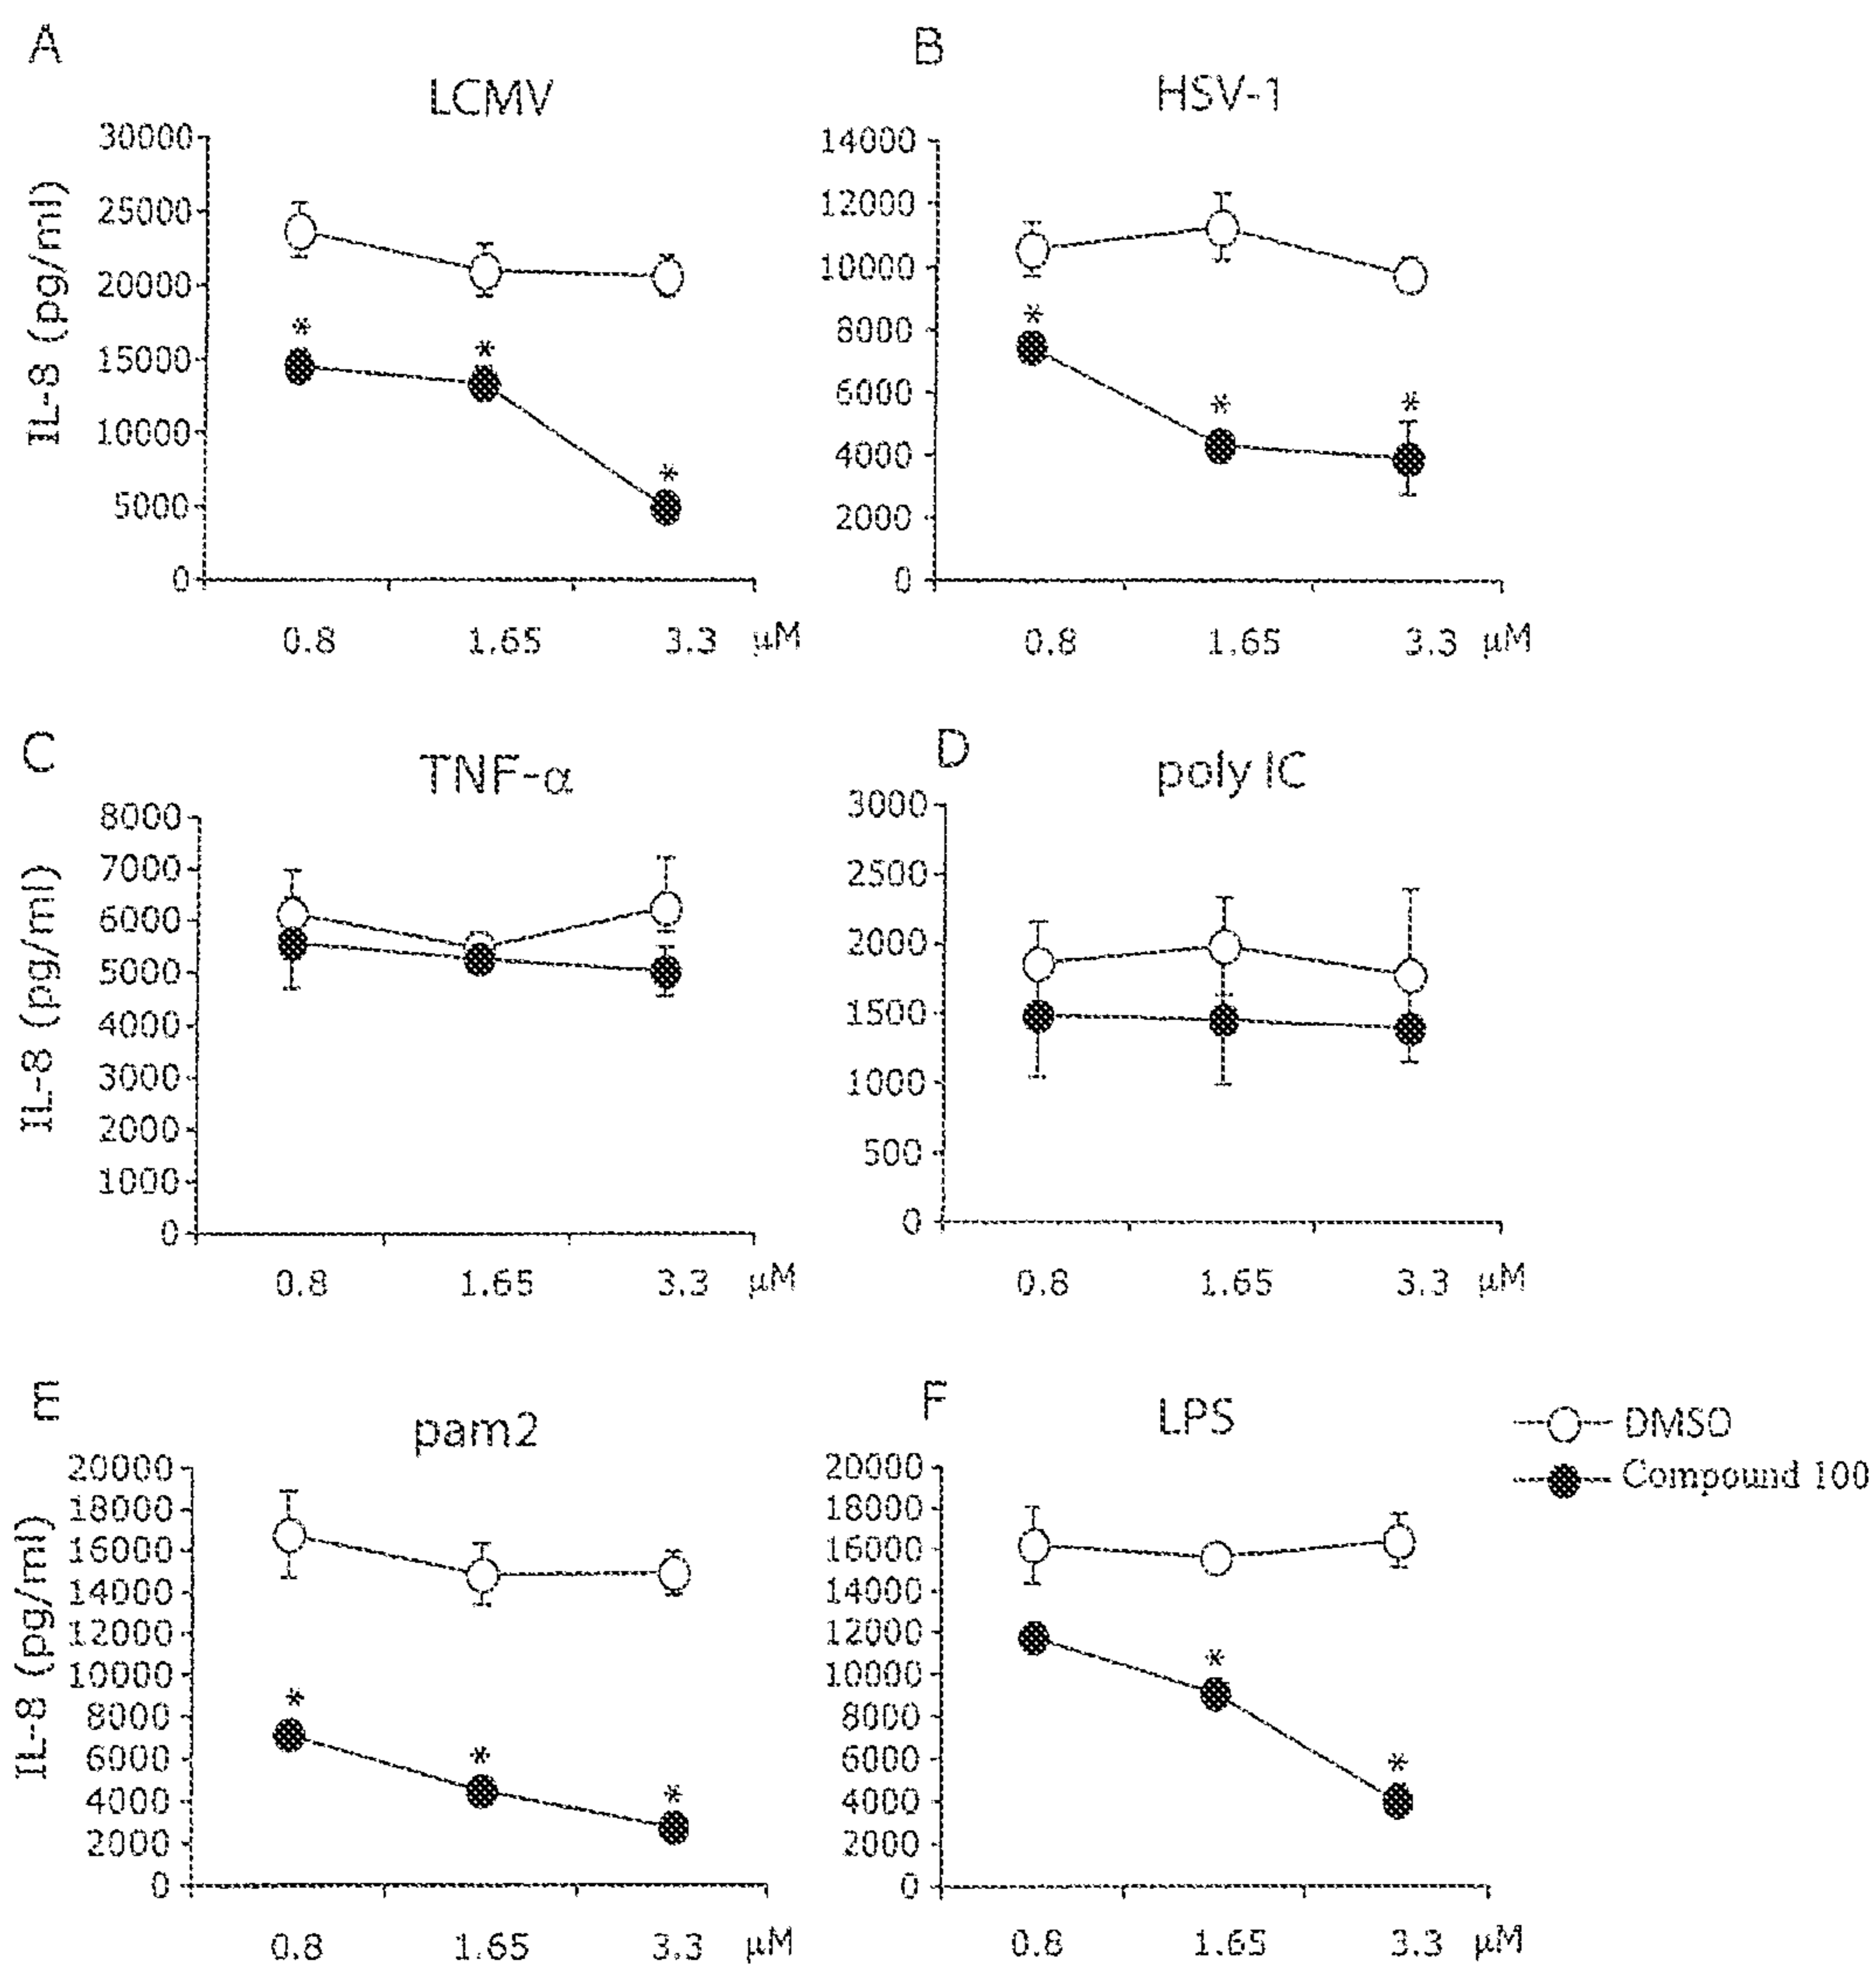 A
LCMV
30000
25000
20000
15000
10000
5000
0
IL-8 (pg/ml)
*
*
*
0.8 1.65 3.3 μM
B
HSV-1
14000
12000
10000
8000
6000
4000
2000
0
*
*
*
0.8 1.65 3.3 μM
C
TNF-α
8000
7000
6000
5000
4000
3000
2000
1000
0
IL-8 (pg/ml)
0.8 1.65 3.3 μM
D
poly IC
3000
2500
2000
1500
1000
500
0
0.8 1.65 3.3 μM
E
pam2
20000
18000
16000
14000
12000
10000
8000
6000
4000
2000
0
IL-8 (pg/ml)
*
*
*
0.8 1.65 3.3 μM
F
LPS
20000
18000
16000
14000
12000
10000
8000
6000
4000
2000
0
*
*
0.8 1.65 3.3 μM
DMSO
Compound 100